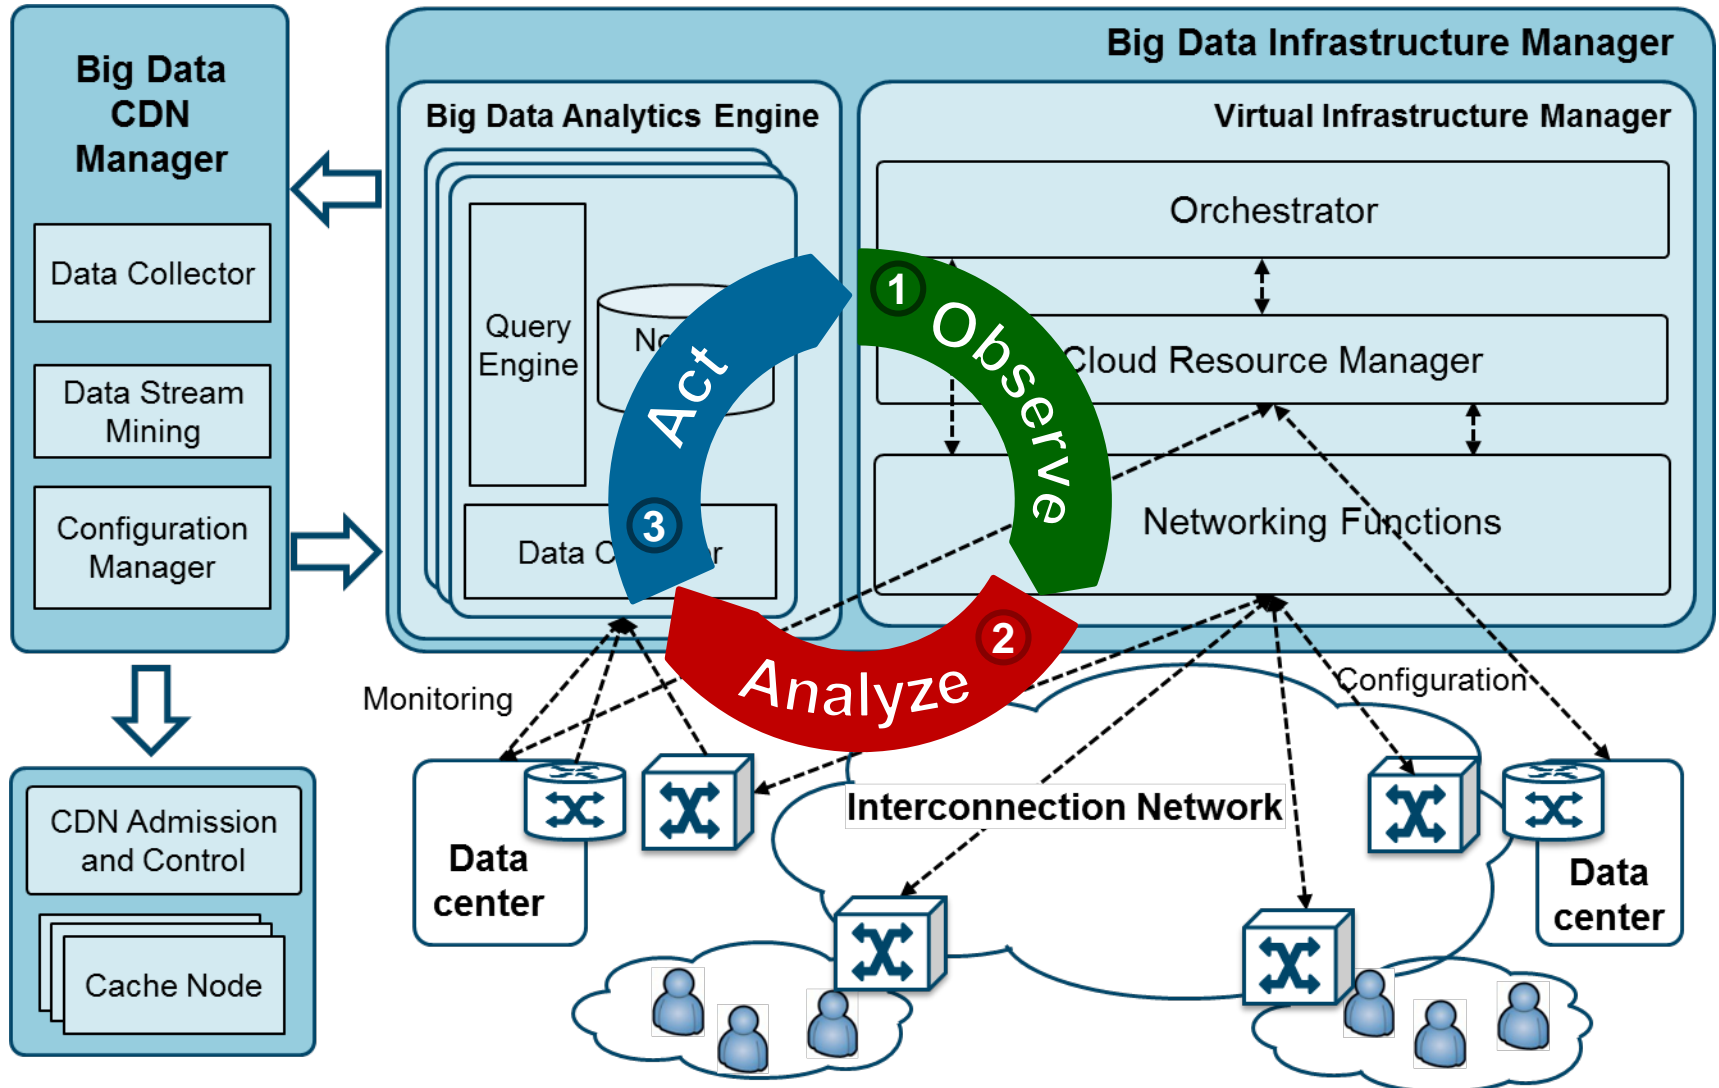 Big Data
CDN
Manager
Data Collector
Data Stream
Mining
Configuration
Manager
CDN Admission
and Control
Cache Node
Big Data Infrastructure Manager
Big Data Analytics Engine
Query
Engine
Data
Virtual Infrastructure Manager
Orchestrator
Cloud Resource Manager
Networking Functions
1
Observe
2
Analyze
3
Act
Monitoring
Configuration
Interconnection Network
Data
center
Data
center